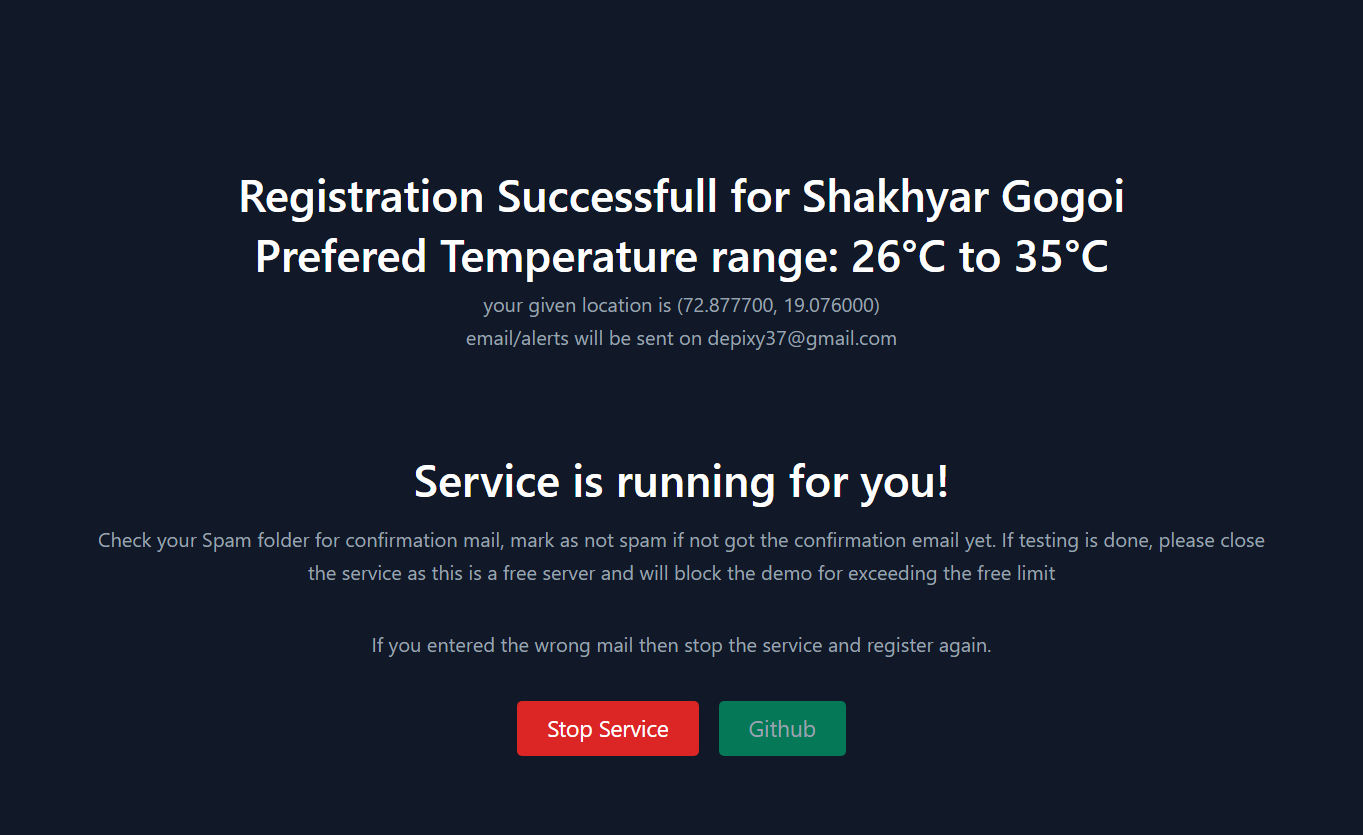 Registration Successfull for Shakhyar Gogoi
Prefered Temperature range: 26°C to 35°C
your given location is (72.877700, 19.076000)
email/alerts will be sent on depixy37@gmail.com
Service is running for you!
Check your Spam folder for confirmation mail, mark as not spam if not got the confirmation email yet. If testing is done, please close
the service as this is a free server and will block the demo for exceeding the free limit
If you entered the wrong mail then stop the service and register again.
Stop Service
Github